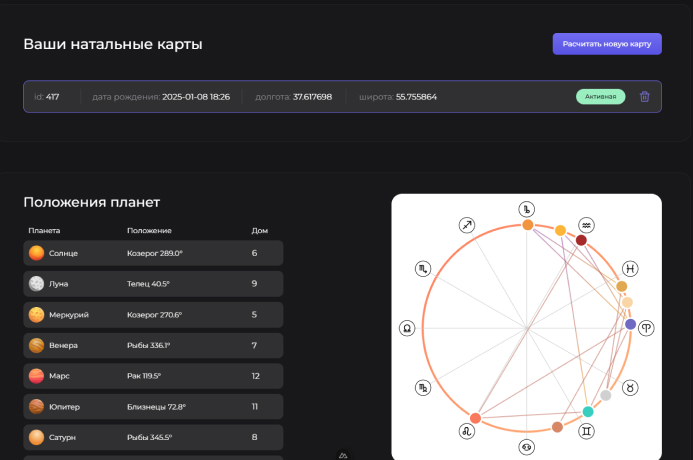 Ваши натальные карты
Расчитать новую карту
id: 417 дата рождения: 2025-01-08 18:26 долгота: 37.617698 широта: 55.755864 Активная
Положения планет
Планета Положение Дом
Солнце Козерог 289.0° 6
Луна Телец 40.5° 9
Меркурий Козерог 270.6° 5
Венера Рыбы 336.1° 7
Марс Рак 119.5° 12
Юпитер Близнецы 72.8° 11
Сатурн Рыбы 345.5° 8